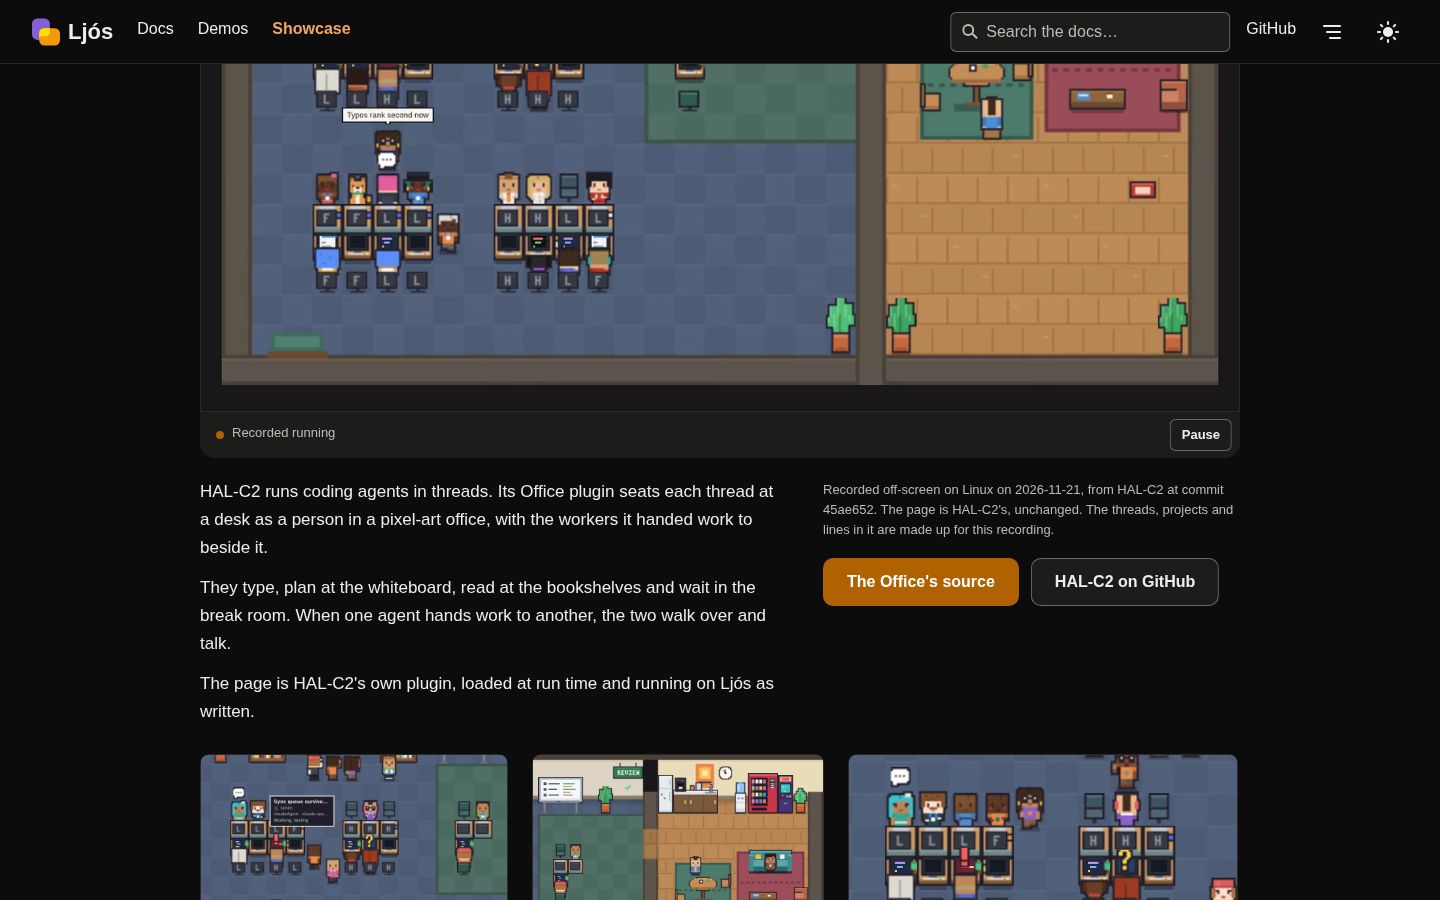 Ljós
Docs
Demos
Showcase
Search the docs…
GitHub
L L H L
H H H
Typos rank second now
F F L L
H H L L
F F L L
H H L F
Recorded running
Pause
HAL-C2 runs coding agents in threads. Its Office plugin seats each thread at
a desk as a person in a pixel-art office, with the workers it handed work to
beside it.
They type, plan at the whiteboard, read at the bookshelves and wait in the
break room. When one agent hands work to another, the two walk over and
talk.
The page is HAL-C2's own plugin, loaded at run time and running on Ljós as
written.
Recorded off-screen on Linux on 2026-11-21, from HAL-C2 at commit
45ae652. The page is HAL-C2's, unchanged. The threads, projects and
lines in it are made up for this recording.
The Office's source
HAL-C2 on GitHub
Sync queue survive...
Working, testing
L L L F
H H H
L L H L
H H H
REVIEW
?
L L L F
H H H
?